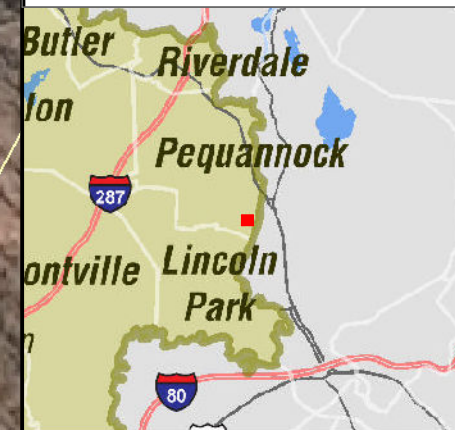 Butler
Riverdale
lon
Pequannock
287
ontville
Lincoln
Park
n
80